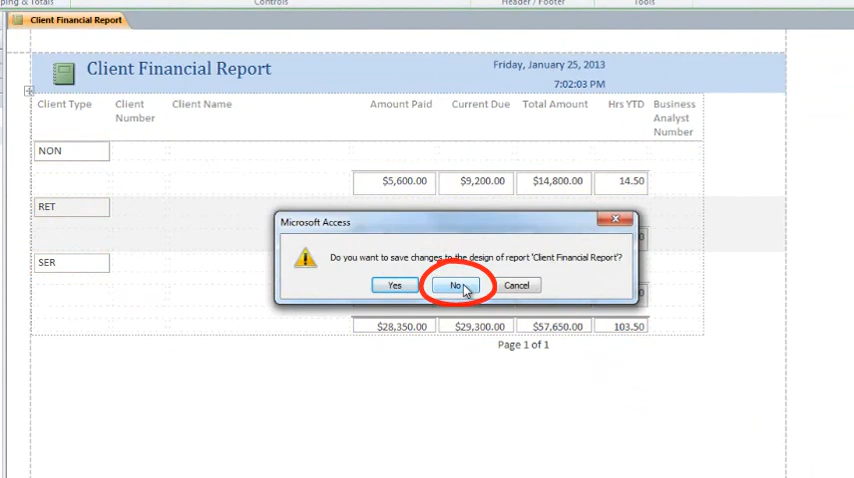 ping & Totals Controls Header / Footer Tools
Client Financial Report
Client Financial Report
Friday, January 25, 2013
7:02:03 PM
Client Type Client Client Name Amount Paid Current Due Total Amount Hrs YTD Business
Number Analyst
Number
NON
$5,600.00 $9,200.00 $14,800.00 14.50
RET
Microsoft Access
Do you want to save changes to the design of report 'Client Financial Report'?
SER
Yes No Cancel
$28,350.00 $29,300.00 $57,650.00 103.50
Page 1 of 1